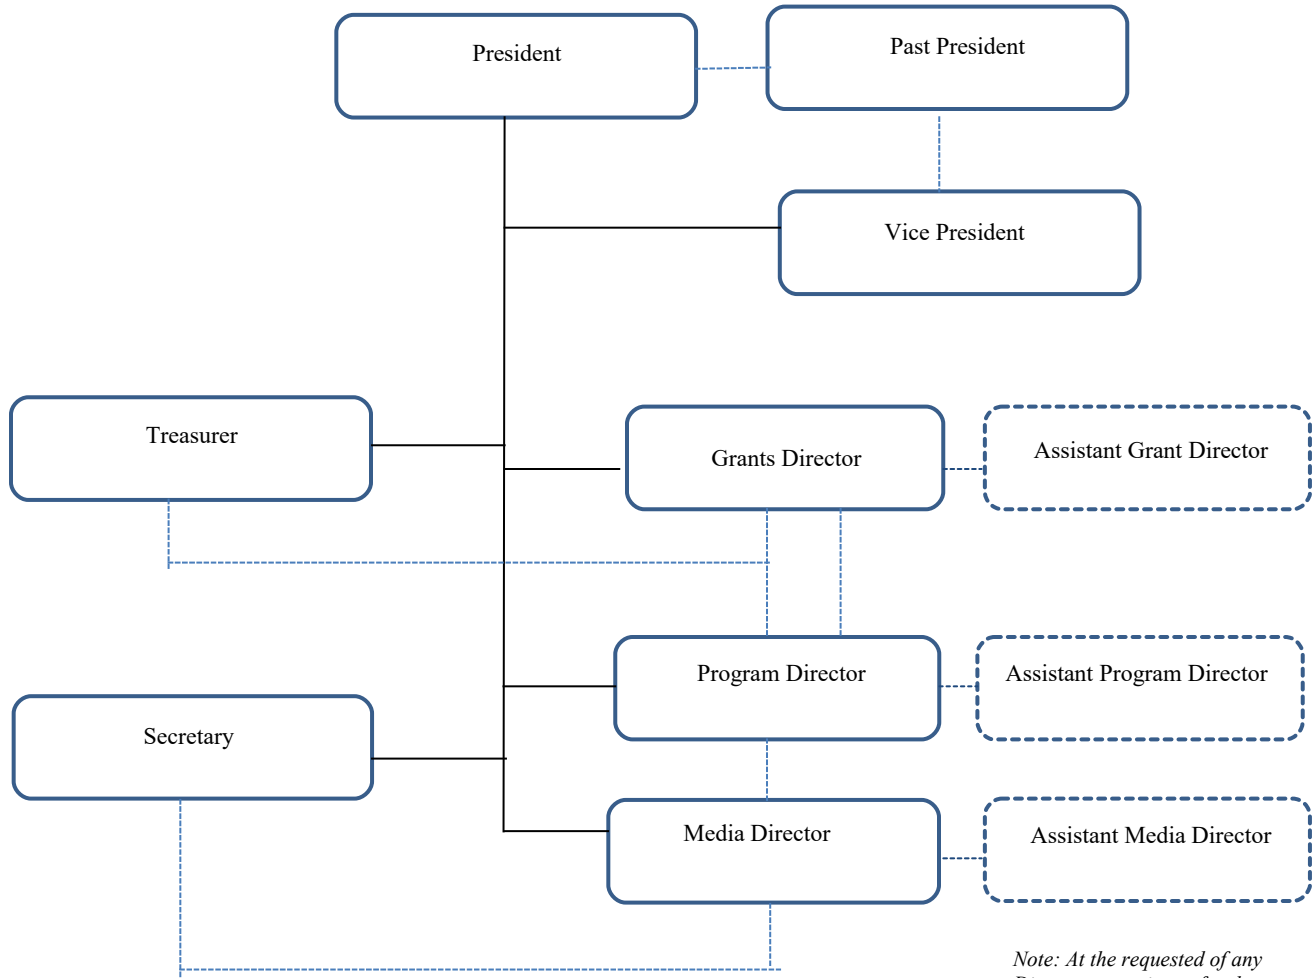 President
Past President
Vice President
Treasurer
Grants Director
Assistant Grant Director
Program Director
Assistant Program Director
Secretary
Media Director
Assistant Media Director
Note: At the requested of any